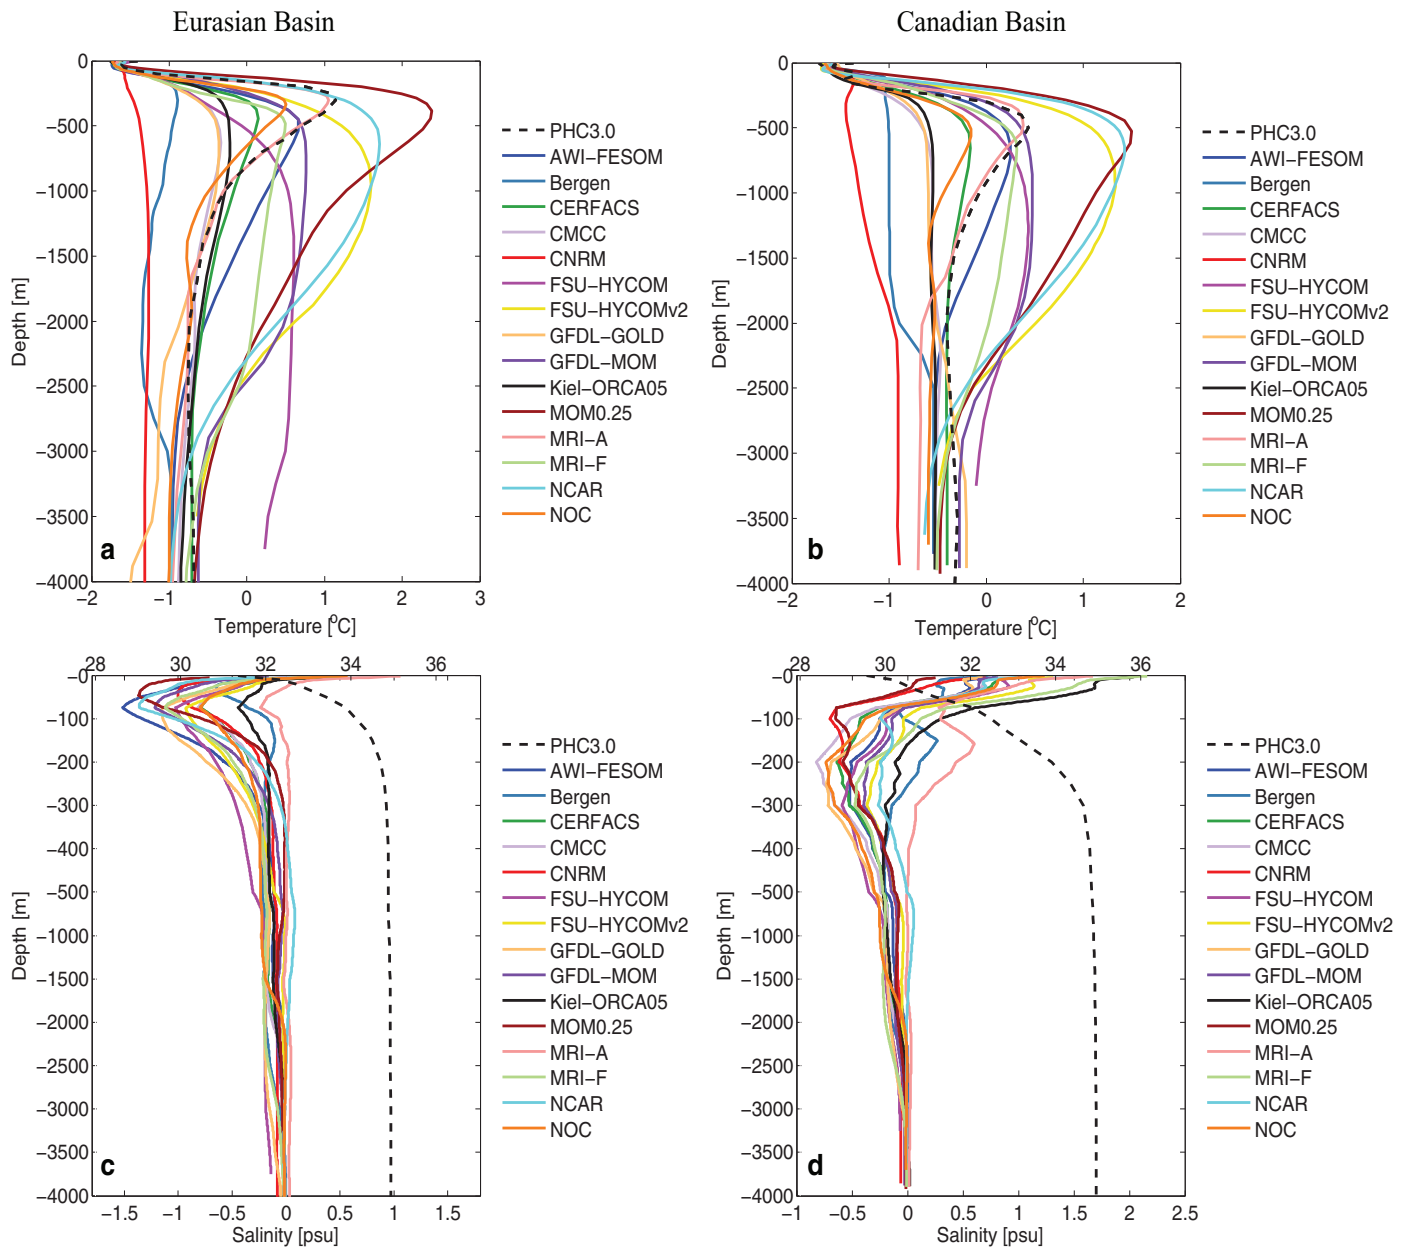 Eurasian Basin
Canadian Basin
0
−500
−1000
−1500
−2000
−2500
−3000
−3500
−4000
Depth [m]
a
−2
−1
0
1
2
3
Temperature [°C]
PHC3.0
AWI−FESOM
Bergen
CERFACS
CMCC
CNRM
FSU−HYCOM
FSU−HYCOMv2
GFDL−GOLD
GFDL−MOM
Kiel−ORCA05
MOM0.25
MRI−A
MRI−F
NCAR
NOC
0
−500
−1000
−1500
−2000
−2500
−3000
−3500
−4000
Depth [m]
b
−2
−1
0
1
2
Temperature [°C]
PHC3.0
AWI−FESOM
Bergen
CERFACS
CMCC
CNRM
FSU−HYCOM
FSU−HYCOMv2
GFDL−GOLD
GFDL−MOM
Kiel−ORCA05
MOM0.25
MRI−A
MRI−F
NCAR
NOC
28
30
32
34
36
−0
−100
−200
−300
−400
−500
−1000
−1500
−2000
−2500
−3000
−3500
−4000
Depth [m]
c
−1.5
−1
−0.5
0
0.5
1
1.5
Salinity [psu]
PHC3.0
AWI−FESOM
Bergen
CERFACS
CMCC
CNRM
FSU−HYCOM
FSU−HYCOMv2
GFDL−GOLD
GFDL−MOM
Kiel−ORCA05
MOM0.25
MRI−A
MRI−F
NCAR
NOC
28
30
32
34
36
−0
−100
−200
−300
−400
−500
−1000
−1500
−2000
−2500
−3000
−3500
−4000
Depth [m]
d
−1
−0.5
0
0.5
1
1.5
2
2.5
Salinity [psu]
PHC3.0
AWI−FESOM
Bergen
CERFACS
CMCC
CNRM
FSU−HYCOM
FSU−HYCOMv2
GFDL−GOLD
GFDL−MOM
Kiel−ORCA05
MOM0.25
MRI−A
MRI−F
NCAR
NOC